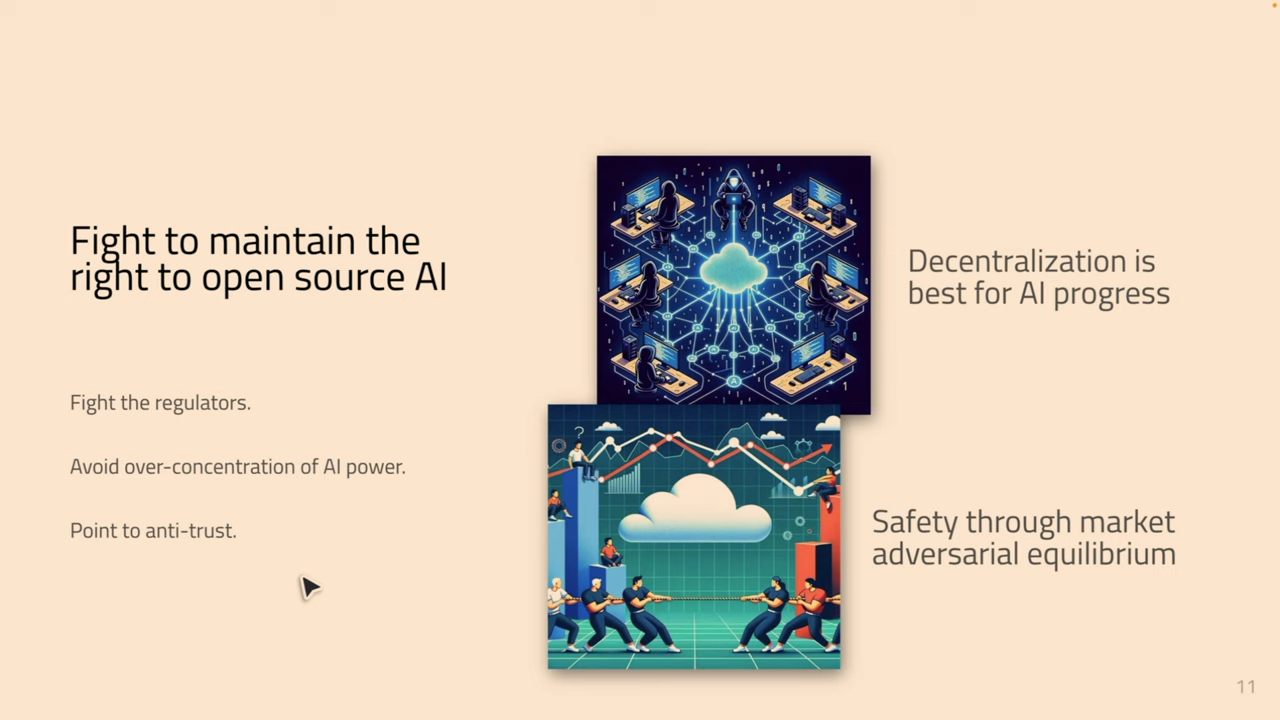 Fight to maintain the
right to open source AI
Fight the regulators.
Avoid over-concentration of AI power.
Point to anti-trust.
Decentralization is
best for AI progress
Safety through market
adversarial equilibrium
11